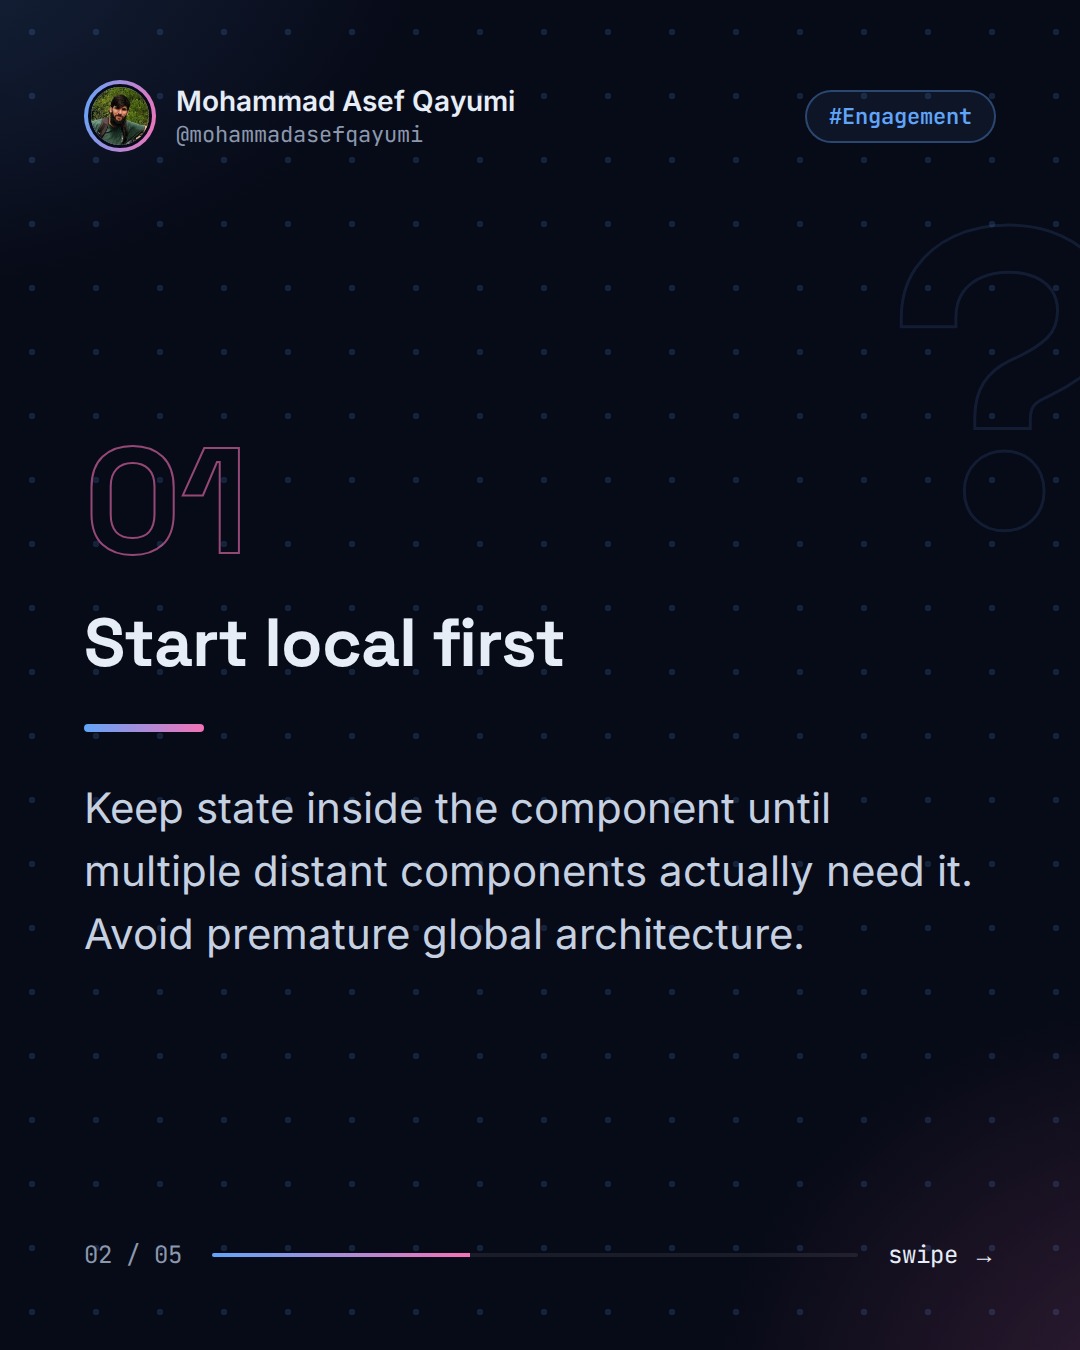 Mohammad Asef Qayumi
@mohammadasefqayumi
#Engagement
?
01
Start local first
Keep state inside the component until
multiple distant components actually need it.
Avoid premature global architecture.
02 / 05
swipe →